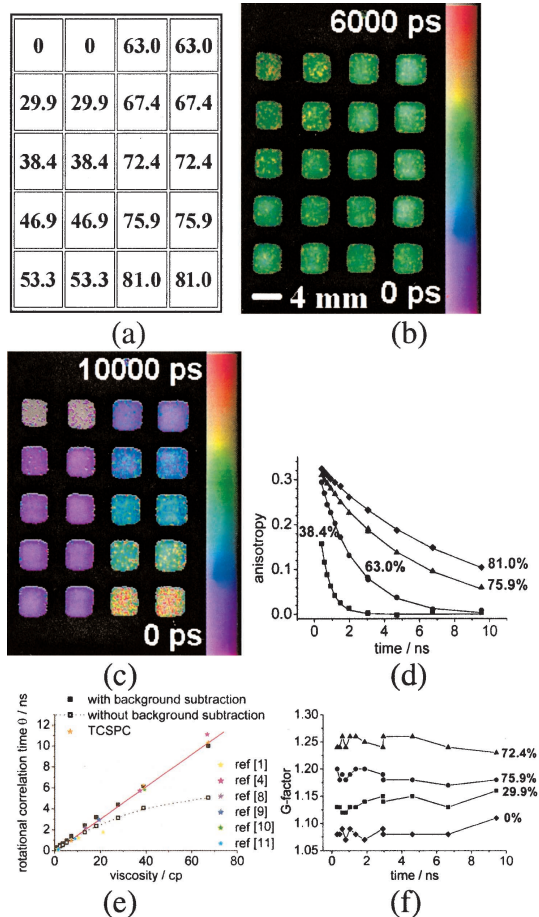 0 0 63.0 63.0
29.9 29.9 67.4 67.4
38.4 38.4 72.4 72.4
46.9 46.9 75.9 75.9
53.3 53.3 81.0 81.0
(a)
6000 ps
4 mm 0 ps
(b)
10000 ps
0 ps
(c)
anisotropy
0.3
0.2
0.1
0.0
38.4%
63.0%
81.0%
75.9%
0 2 4 6 8 10
time / ns
(d)
rotational correlation time θ / ns
12
10
8
6
4
2
0
with background subtraction
without background subtraction
TCSPC
ref [1]
ref [4]
ref [8]
ref [9]
ref [10]
ref [11]
0 20 40 60 80
viscosity / cp
(e)
G-factor
1.30
1.25
1.20
1.15
1.10
1.05
72.4%
75.9%
29.9%
0%
0 2 4 6 8 10
time / ns
(f)